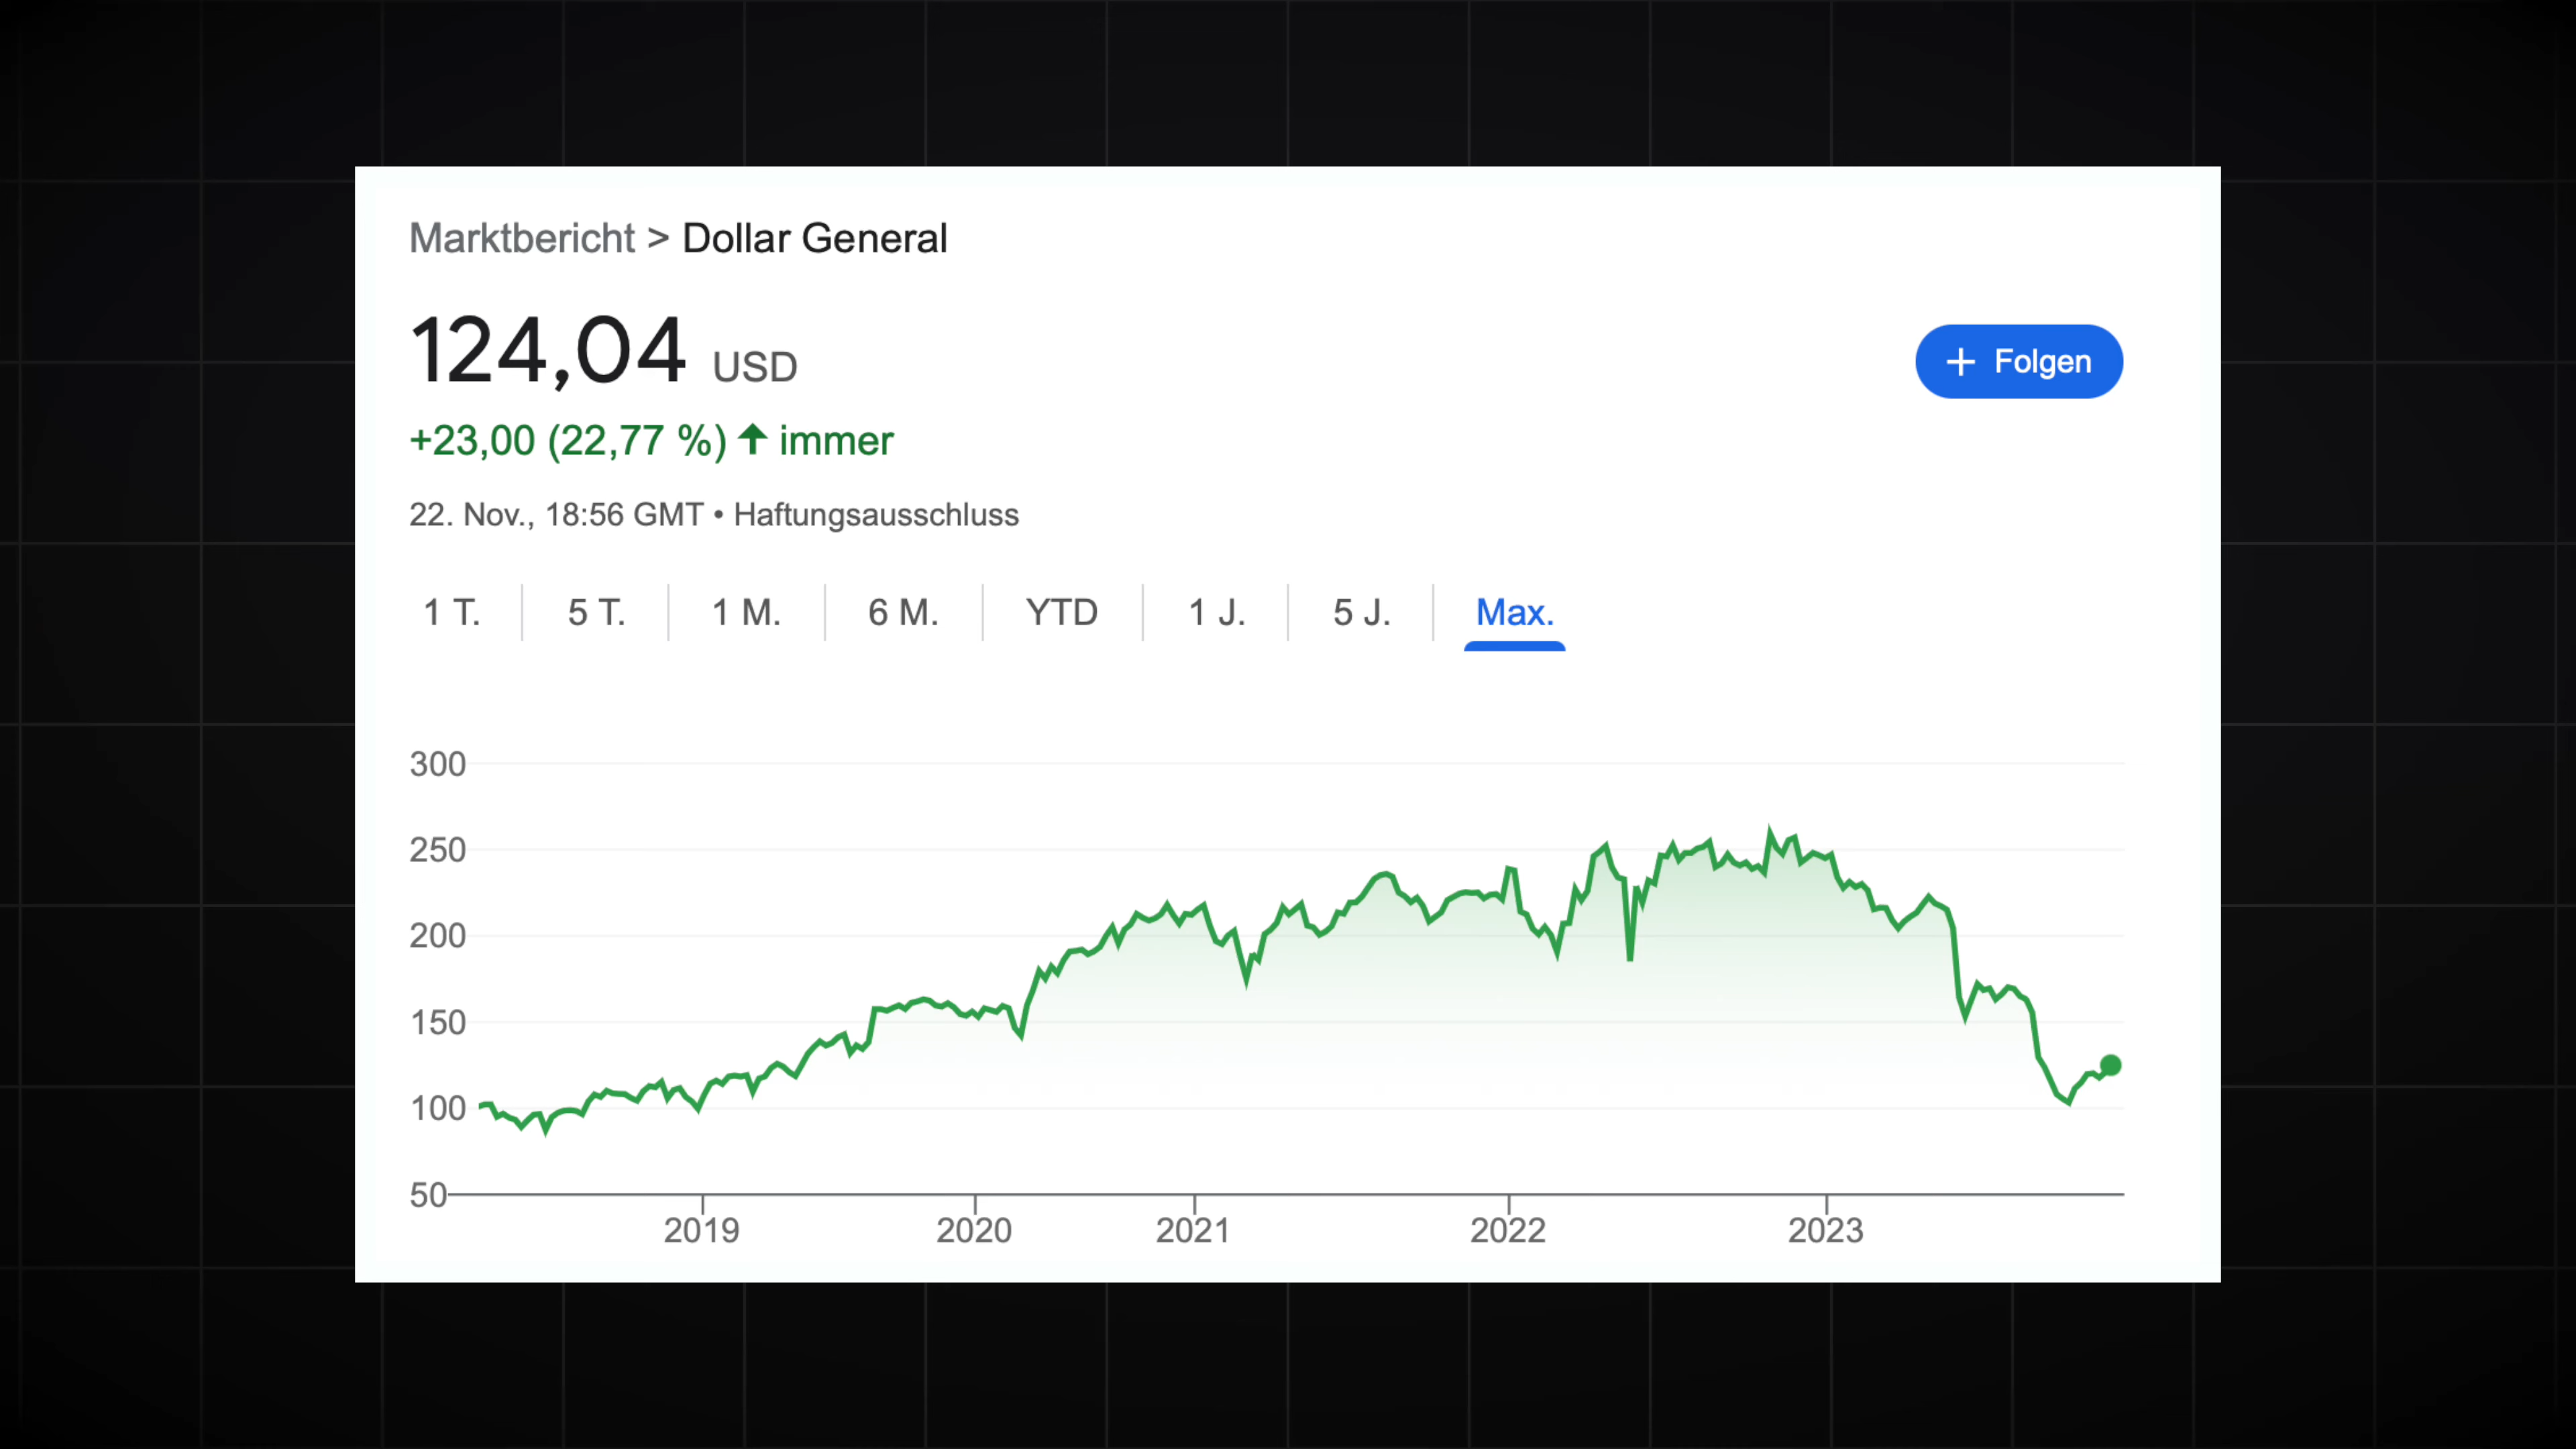 Marktbericht > Dollar General
124,04 USD
+ Folgen
+23,00 (22,77 %) ↑ immer
22. Nov., 18:56 GMT • Haftungsausschluss
1 T. 5 T. 1 M. 6 M. YTD 1 J. 5 J. Max.
300
250
200
150
100
50
2019 2020 2021 2022 2023